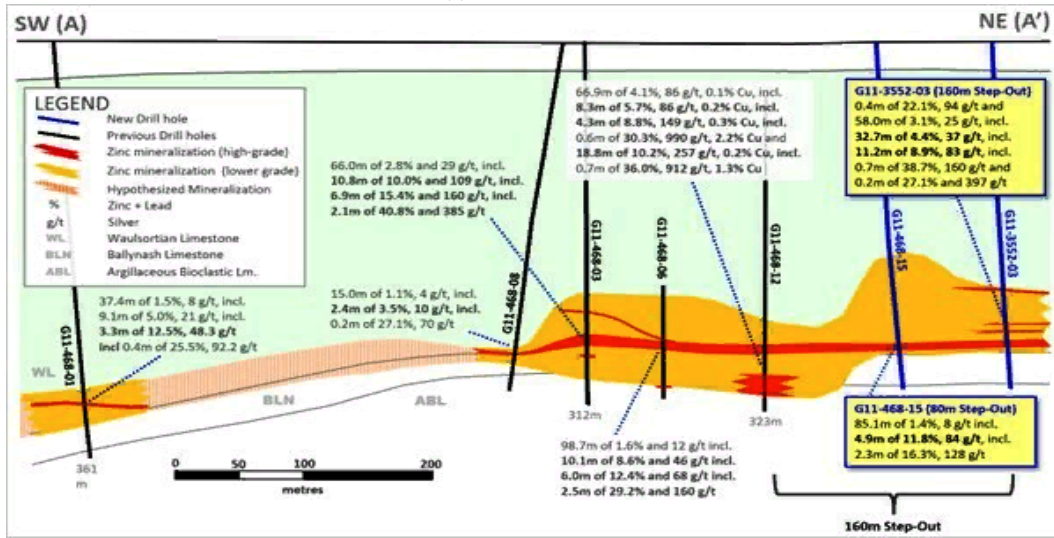 SW (A)
NE (A')
LEGEND
New Drill hole
Previous Drill holes
Zinc mineralization (high-grade)
Zinc mineralization (lower grade)
Hypothesized Mineralization
% Zinc + Lead
g/t Silver
WL Waulsortian Limestone
BLN Ballynash Limestone
ABL Argillaceous Bioclastic Lm.
66.9m of 4.1%, 86 g/t, 0.1% Cu, incl.
8.3m of 5.7%, 86 g/t, 0.2% Cu, incl.
4.3m of 8.8%, 149 g/t, 0.3% Cu, incl.
0.6m of 30.3%, 990 g/t, 2.2% Cu and
18.8m of 10.2%, 257 g/t, 0.2% Cu, incl.
0.7m of 36.0%, 912 g/t, 1.3% Cu
G11-3552-03 (160m Step-Out)
0.4m of 22.1%, 94 g/t and
58.0m of 3.1%, 25 g/t, incl.
32.7m of 4.4%, 37 g/t, incl.
11.2m of 8.9%, 83 g/t, incl.
0.7m of 38.7%, 160 g/t and
0.2m of 27.1% and 397 g/t
66.0m of 2.8% and 29 g/t, incl.
10.8m of 10.0% and 109 g/t, incl.
6.9m of 15.4% and 160 g/t, incl.
2.1m of 40.8% and 385 g/t
37.4m of 1.5%, 8 g/t, incl.
9.1m of 5.0%, 21 g/t, incl.
3.3m of 12.5%, 48.3 g/t
Incl 0.4m of 25.5%, 92.2 g/t
15.0m of 1.1%, 4 g/t, incl.
2.4m of 3.5%, 10 g/t, incl.
0.2m of 27.1%, 70 g/t
G11-468-01
G11-468-08
G11-468-03
G11-468-06
G11-468-12
G11-468-15
G11-3552-03
WL
BLN
ABL
312m
323m
361
m
98.7m of 1.6% and 12 g/t incl.
10.1m of 8.6% and 46 g/t incl.
6.0m of 12.4% and 68 g/t incl.
2.5m of 29.2% and 160 g/t
G11-468-15 (80m Step-Out)
85.1m of 1.4%, 8 g/t incl.
4.9m of 11.8%, 84 g/t, incl.
2.3m of 16.3%, 128 g/t
0 50 100 200
metres
160m Step-Out